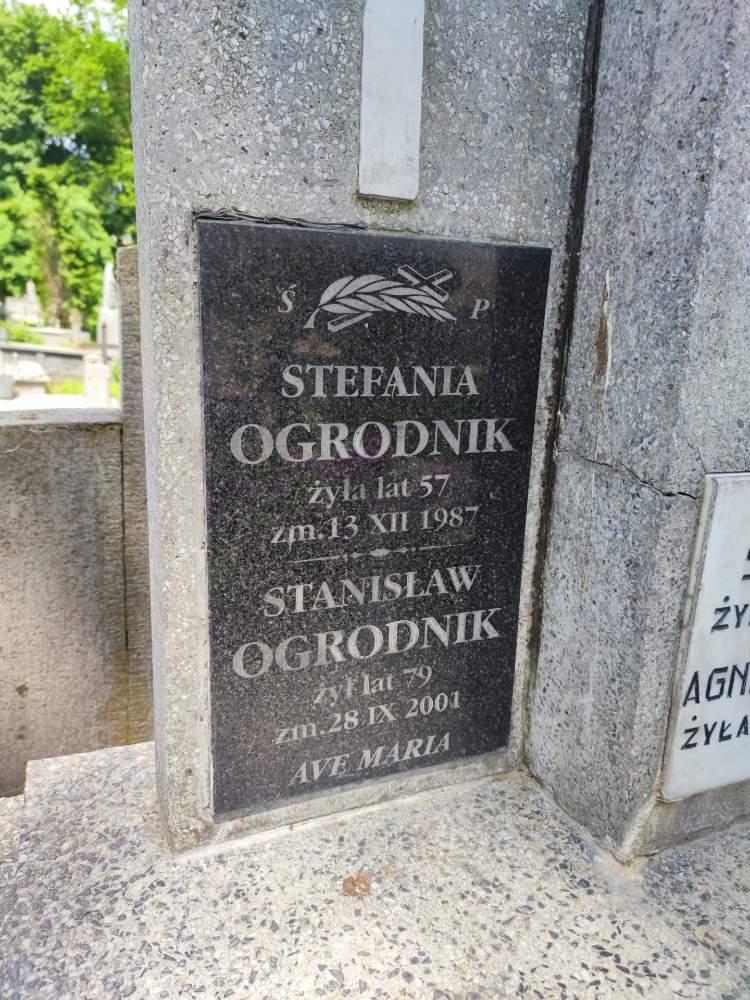 Ś P
STEFANIA
OGRODNIK
żyła lat 57
zm. 13 XII 1987
STANISŁAW
OGRODNIK
żył lat 79
zm. 28 IX 2001
AVE MARIA
AGN
ŻYŁA